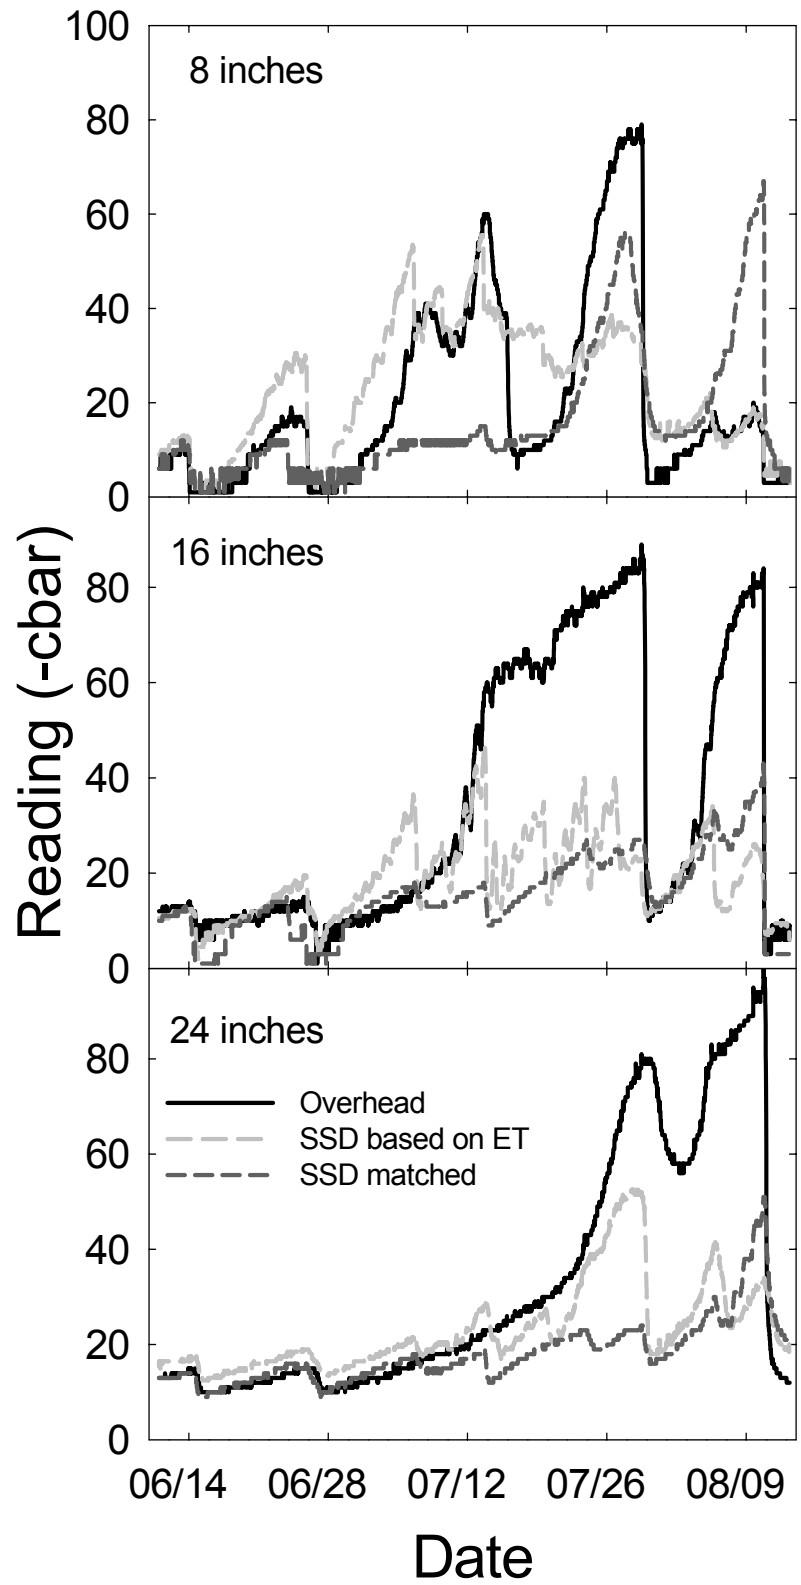 100
8 inches
80
60
40
20
0
16 inches
80
60
40
20
0
24 inches
80
Overhead
SSD based on ET
60
SSD matched
40
20
0
Reading (-cbar)
06/14 06/28 07/12 07/26 08/09
Date